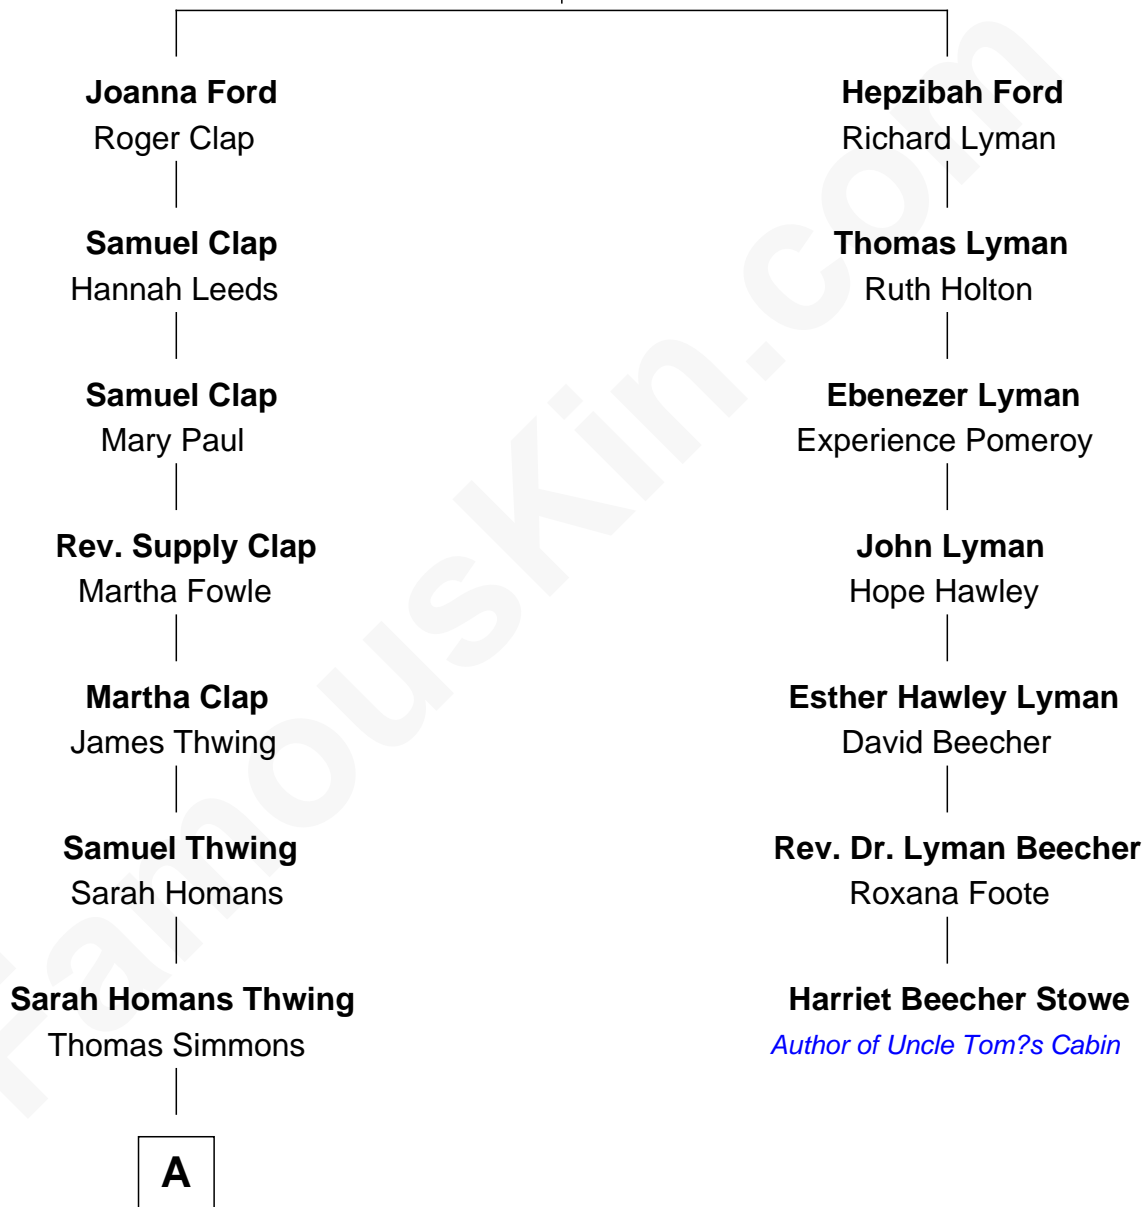 Joanna Ford
Roger Clap
Samuel Clap
Hannah Leeds
Samuel Clap
Mary Paul
Rev. Supply Clap
Martha Fowle
Martha Clap
James Thwing
Samuel Thwing
Sarah Homans
Sarah Homans Thwing
Thomas Simmons
A
Hepzibah Ford
Richard Lyman
Thomas Lyman
Ruth Holton
Ebenezer Lyman
Experience Pomeroy
John Lyman
Hope Hawley
Esther Hawley Lyman
David Beecher
Rev. Dr. Lyman Beecher
Roxana Foote
Harriet Beecher Stowe
Author of Uncle Tom?s Cabin
FamousKin.com